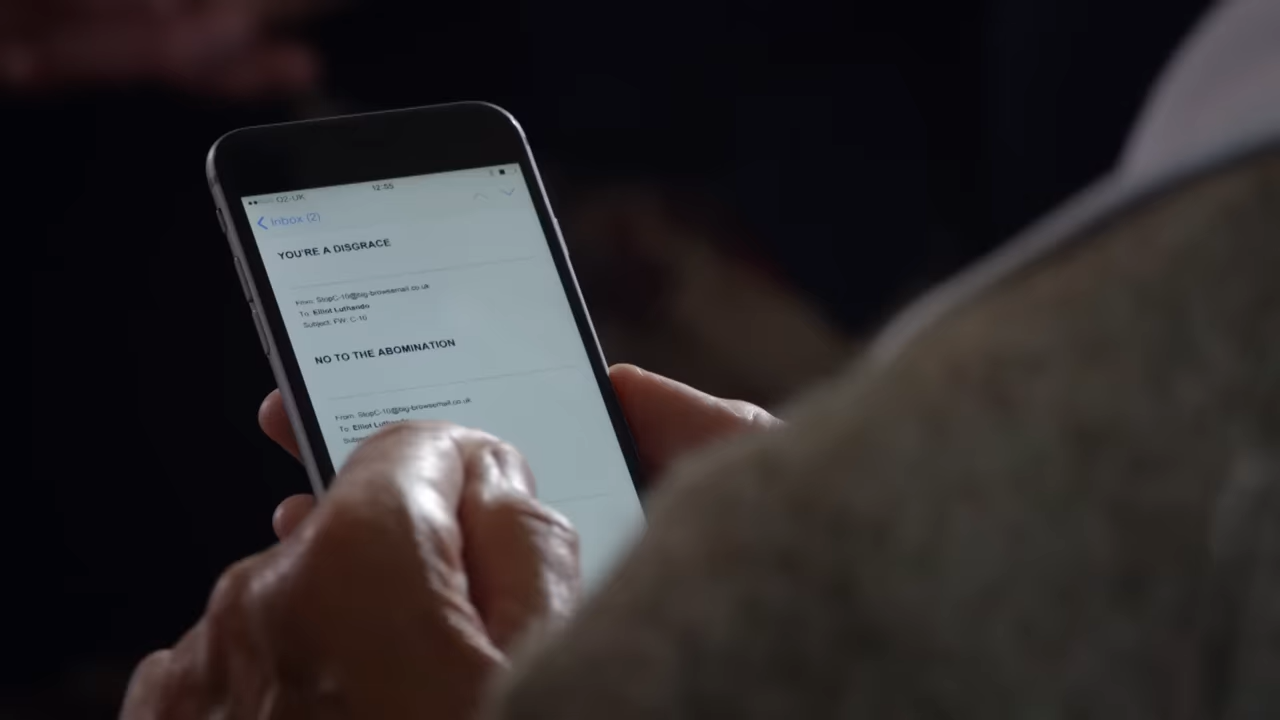 O2-UK 12:55
Inbox (2)
YOU'RE A DISGRACE
From: StopC-10@big-browsemail.co.uk
To: Elliot Luthando
Subject: FW: C-10
NO TO THE ABOMINATION
From: StopC-10@big-browsemail.co.uk
To: Elliot